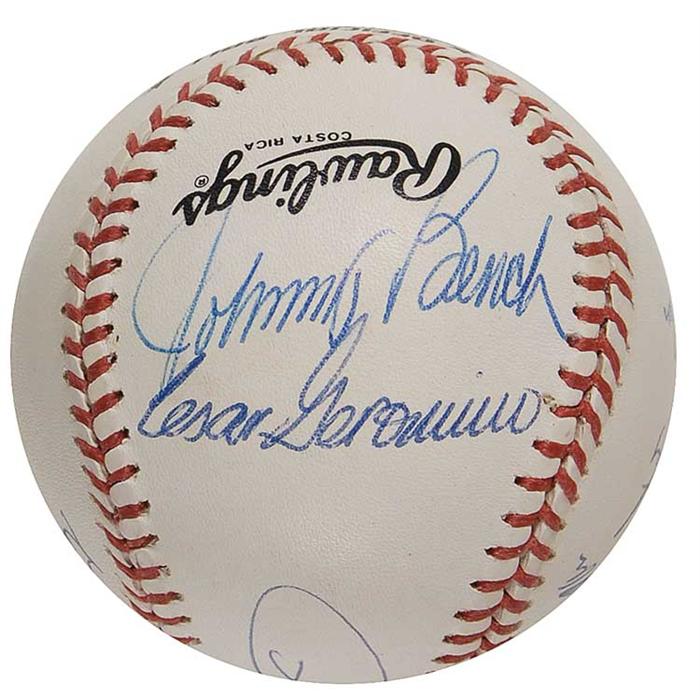 Rawlings®
COSTA RICA
Johnny Bench
Cesar Geronimo